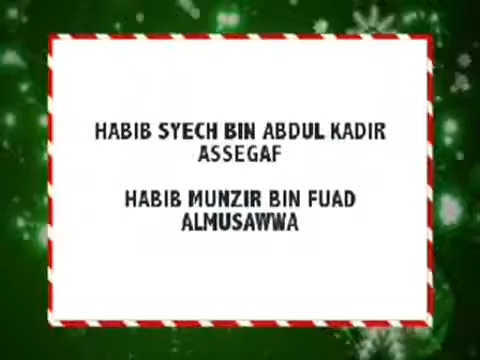 HABIB SYECH BIN ABDUL KADIR
ASSEGAF
HABIB MUNZIR BIN FUAD
ALMUSAWWA